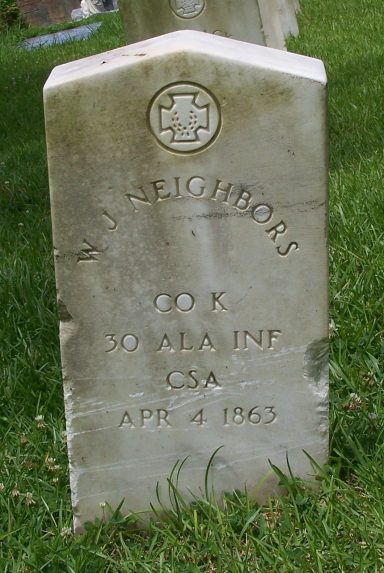 W J NEIGHBORS
CO K
30 ALA INF
CSA
APR 4 1863